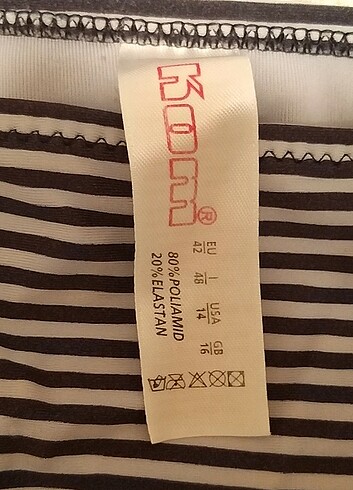 Kom®
EU I USA GB
42 48 14 16
80%POLIAMID
20%ELASTAN